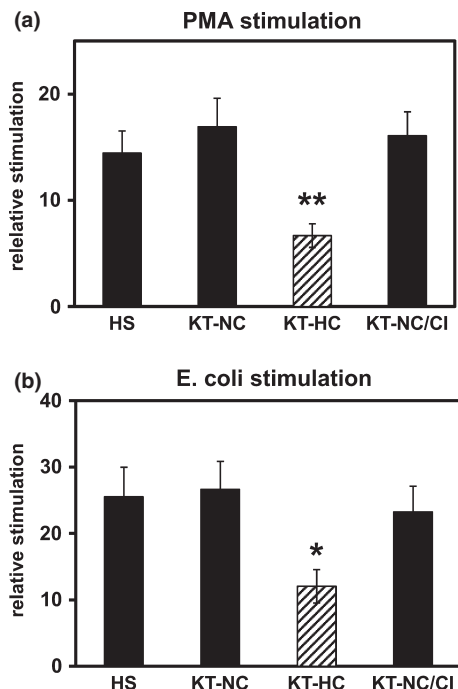 (a) PMA stimulation
relelative stimulation
20
10
0
**
HS KT-NC KT-HC KT-NC/CI
(b) E. coli stimulation
relative stimulation
40
30
20
10
0
*
HS KT-NC KT-HC KT-NC/CI